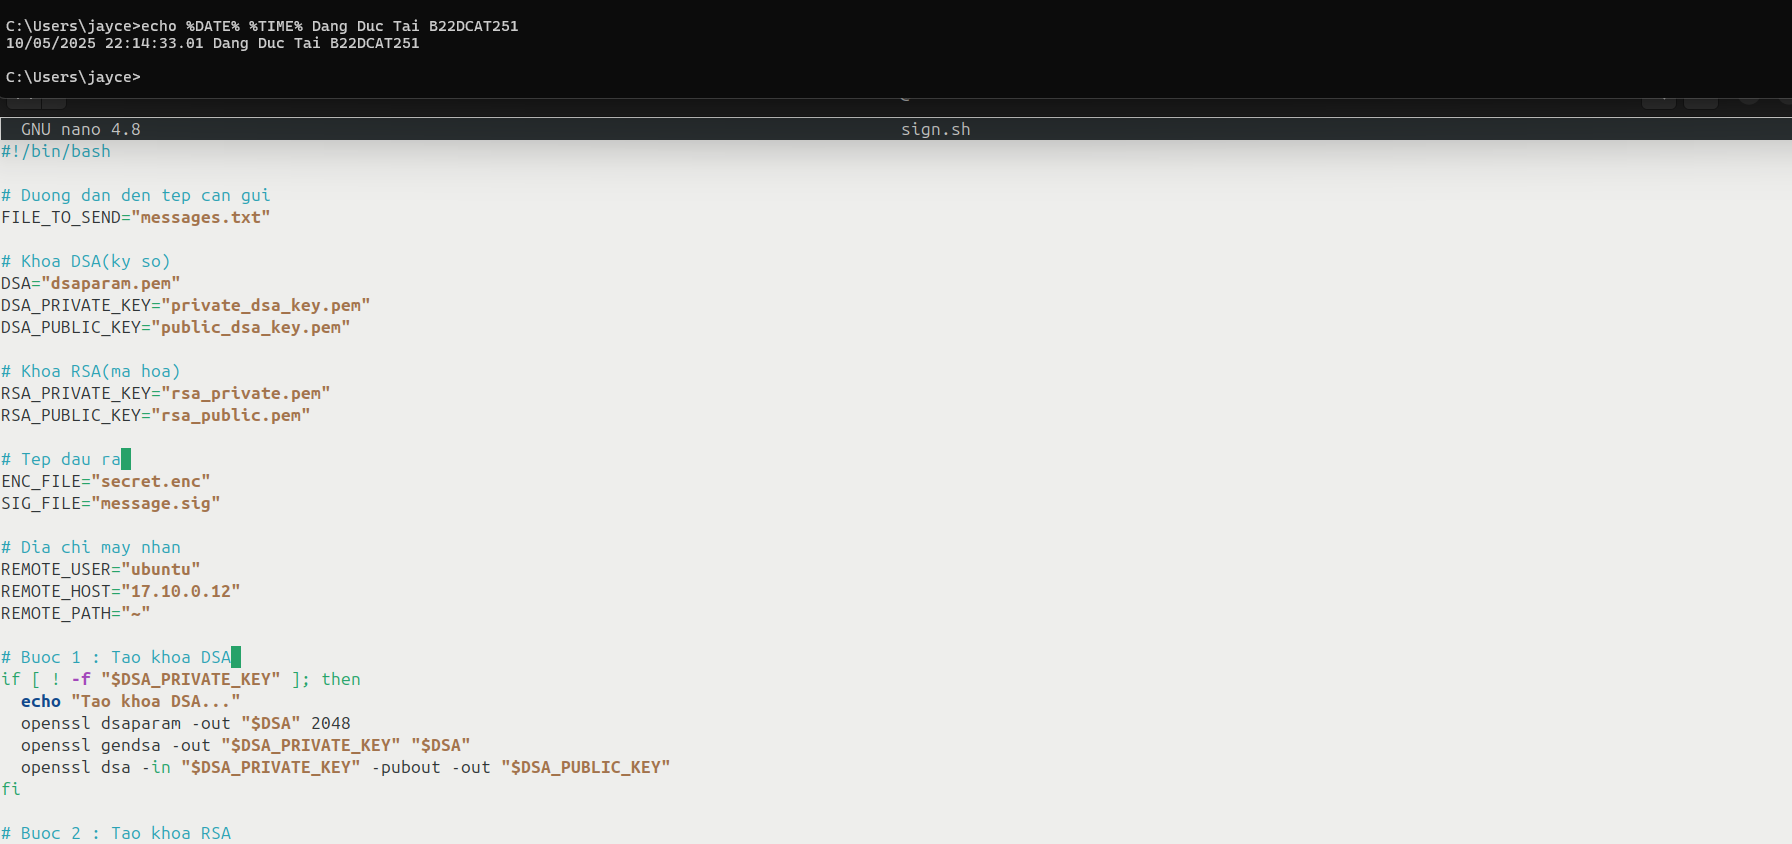 C:\Users\jayce>echo %DATE% %TIME% Dang Duc Tai B22DCAT251
10/05/2025 22:14:33.01 Dang Duc Tai B22DCAT251
C:\Users\jayce>
GNU nano 4.8 sign.sh
#!/bin/bash
# Duong dan den tep can gui
FILE_TO_SEND="messages.txt"
# Khoa DSA(ky so)
DSA="dsaparam.pem"
DSA_PRIVATE_KEY="private_dsa_key.pem"
DSA_PUBLIC_KEY="public_dsa_key.pem"
# Khoa RSA(ma hoa)
RSA_PRIVATE_KEY="rsa_private.pem"
RSA_PUBLIC_KEY="rsa_public.pem"
# Tep dau ra
ENC_FILE="secret.enc"
SIG_FILE="message.sig"
# Dia chi may nhan
REMOTE_USER="ubuntu"
REMOTE_HOST="17.10.0.12"
REMOTE_PATH="~"
# Buoc 1 : Tao khoa DSA
if [ ! -f "$DSA_PRIVATE_KEY" ]; then
  echo "Tao khoa DSA..."
  openssl dsaparam -out "$DSA" 2048
  openssl gendsa -out "$DSA_PRIVATE_KEY" "$DSA"
  openssl dsa -in "$DSA_PRIVATE_KEY" -pubout -out "$DSA_PUBLIC_KEY"
fi
# Buoc 2 : Tao khoa RSA